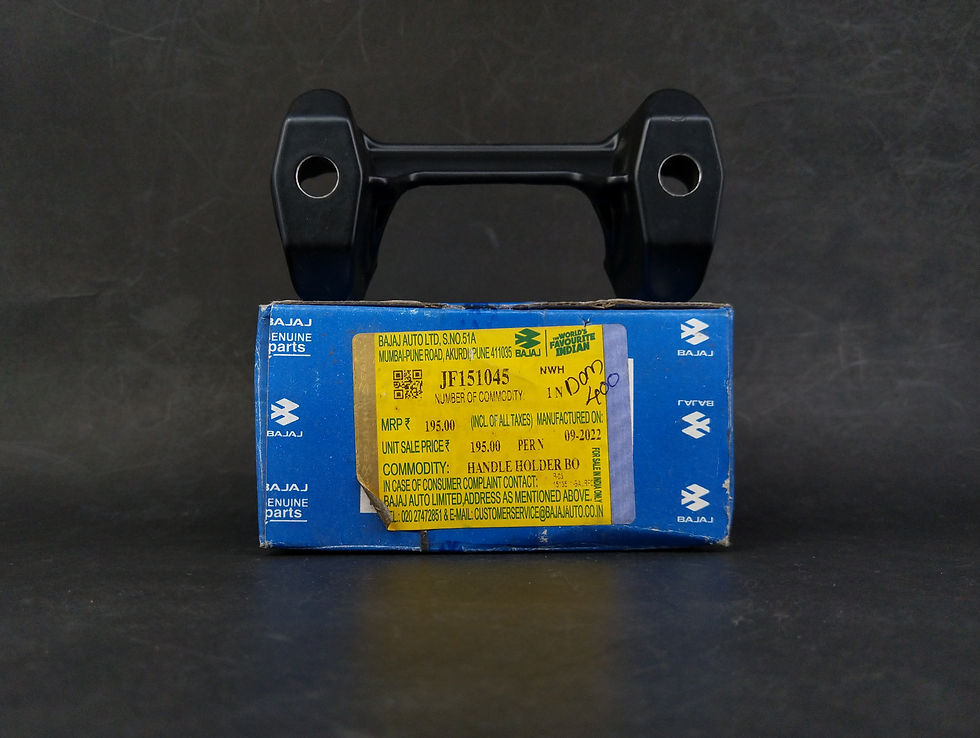 BAJAJ
GENUINE
parts
BAJAJ
BAJAJ
GENUINE
parts
BAJAJ AUTO LTD, S.NO.51A
MUMBAI-PUNE ROAD, AKURDI PUNE 411035
BAJAJ
THE WORLD'S
FAVOURITE
INDIAN
JF151045
NUMBER OF COMMODITY
NWH
1 N
DOM
400
MRP ₹ 195.00 (INCL. OF ALL TAXES) MANUFACTURED ON:
UNIT SALE PRICE ₹ 195.00 PER N 09-2022
COMMODITY: HANDLE HOLDER BO
IN CASE OF CONSUMER COMPLAINT CONTACT:
BAJAJ AUTO LIMITED,ADDRESS AS MENTIONED ABOVE.
TEL.: 020 27472851 & E-MAIL: CUSTOMERSERVICE@BAJAJAUTO.CO.IN
FOR SALE IN INDIA ONLY
BAJAJ
BAJAJ
BAJAJ